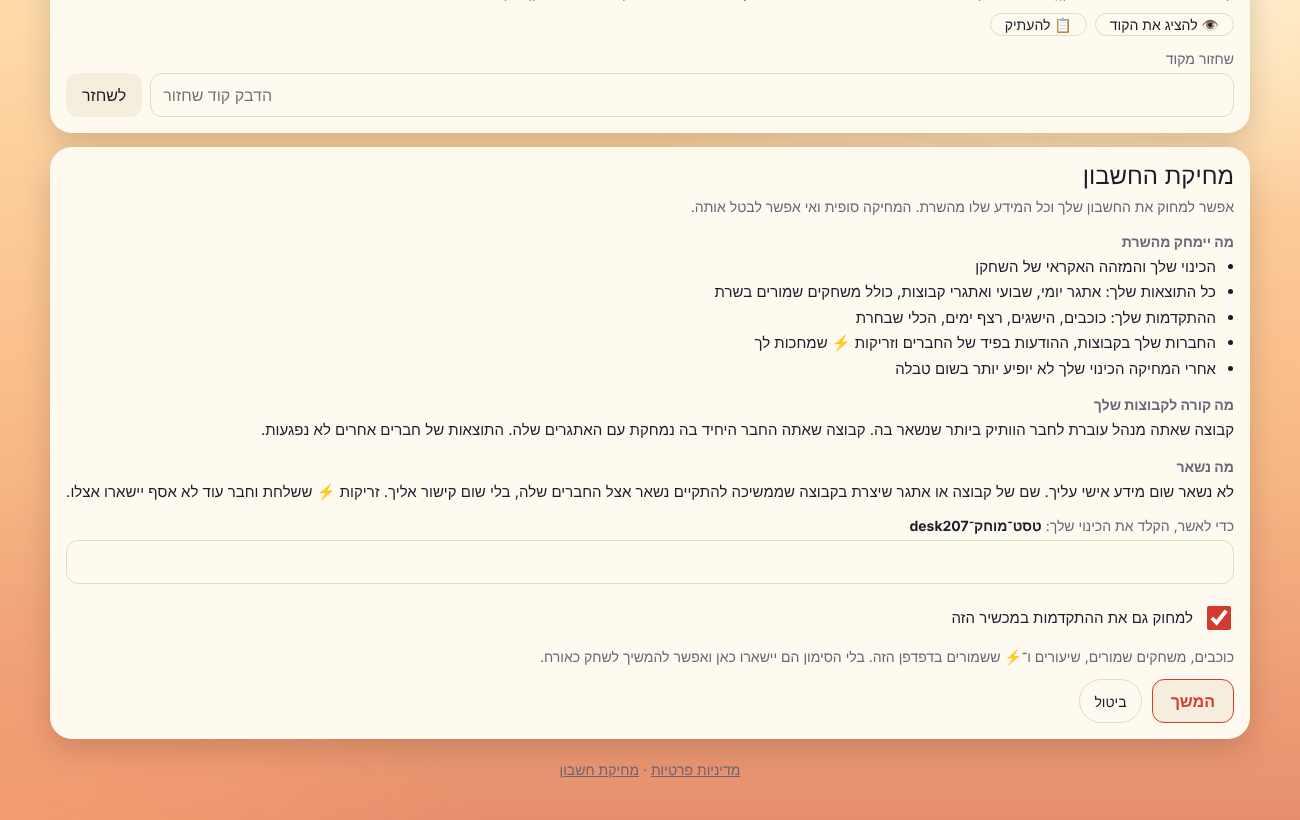 👁️ להציג את הקוד
📋 להעתיק
שחזור מקוד
הדבק קוד שחזור
לשחזר
מחיקת החשבון
אפשר למחוק את החשבון שלך וכל המידע שלו מהשרת. המחיקה סופית ואי אפשר לבטל אותה.
מה יימחק מהשרת
• הכינוי שלך והמזהה האקראי של השחקן
• כל התוצאות שלך: אתגר יומי, שבועי ואתגרי קבוצות, כולל משחקים שמורים בשרת
• ההתקדמות שלך: כוכבים, הישגים, רצף ימים, הכלי שבחרת
• החברות שלך בקבוצות, ההודעות בפיד של החברים וזריקות ⚡ שמחכות לך
• אחרי המחיקה הכינוי שלך לא יופיע יותר בשום טבלה
מה קורה לקבוצות שלך
קבוצה שאתה מנהל עוברת לחבר הוותיק ביותר שנשאר בה. קבוצה שאתה החבר היחיד בה נמחקת עם האתגרים שלה. התוצאות של חברים אחרים לא נפגעות.
מה נשאר
לא נשאר שום מידע אישי עליך. שם של קבוצה או אתגר שיצרת בקבוצה שממשיכה להתקיים נשאר אצל החברים שלה, בלי שום קישור אליך. זריקות ⚡ ששלחת וחבר עוד לא אסף יישארו אצלו.
כדי לאשר, הקלד את הכינוי שלך: טסט־מוחק־desk207
למחוק גם את ההתקדמות במכשיר הזה
כוכבים, משחקים שמורים, שיעורים ו־⚡ ששמורים בדפדפן הזה. בלי הסימון הם יישארו כאן ואפשר להמשיך לשחק כאורח.
המשך
ביטול
מדיניות פרטיות · מחיקת חשבון